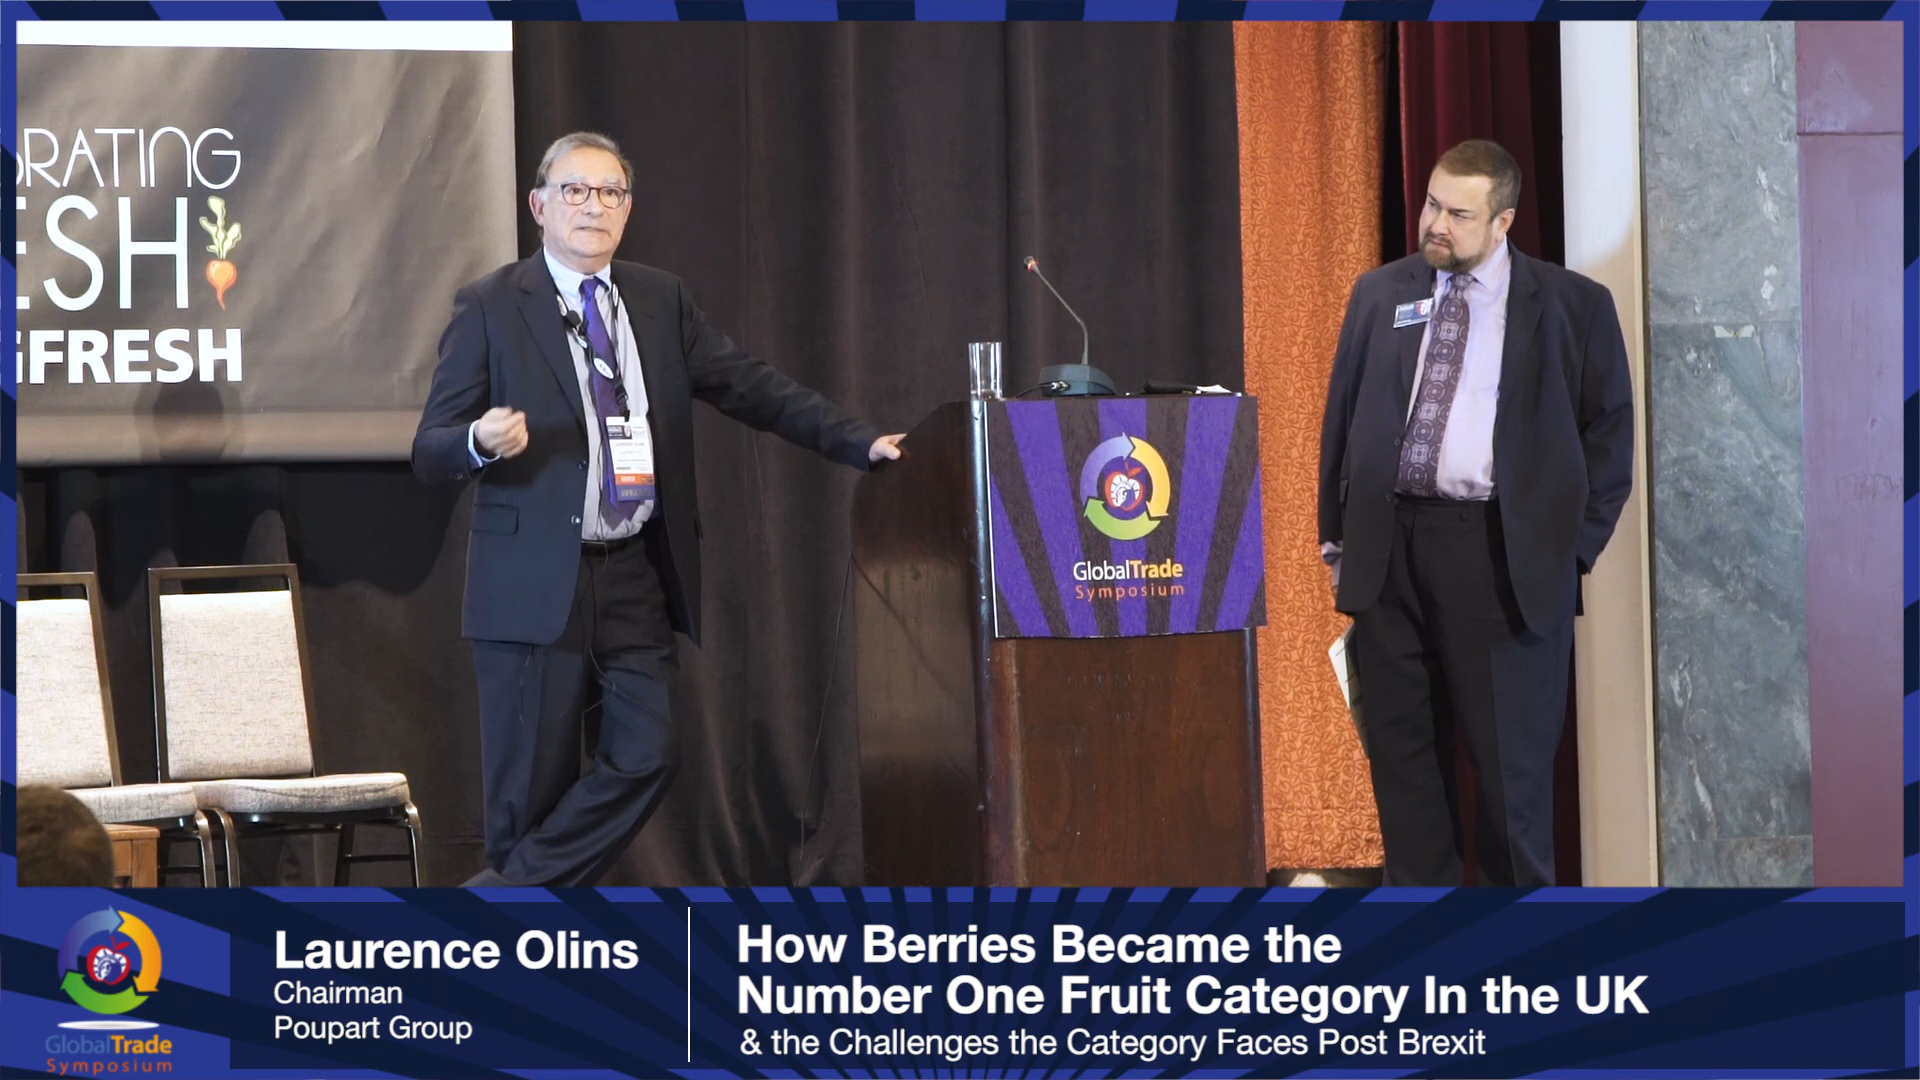 RATING
ESH
FRESH
GlobalTrade
Symposium
Laurence Olins
Chairman
Poupart Group
How Berries Became the
Number One Fruit Category In the UK
& the Challenges the Category Faces Post Brexit
GlobalTrade
Symposium